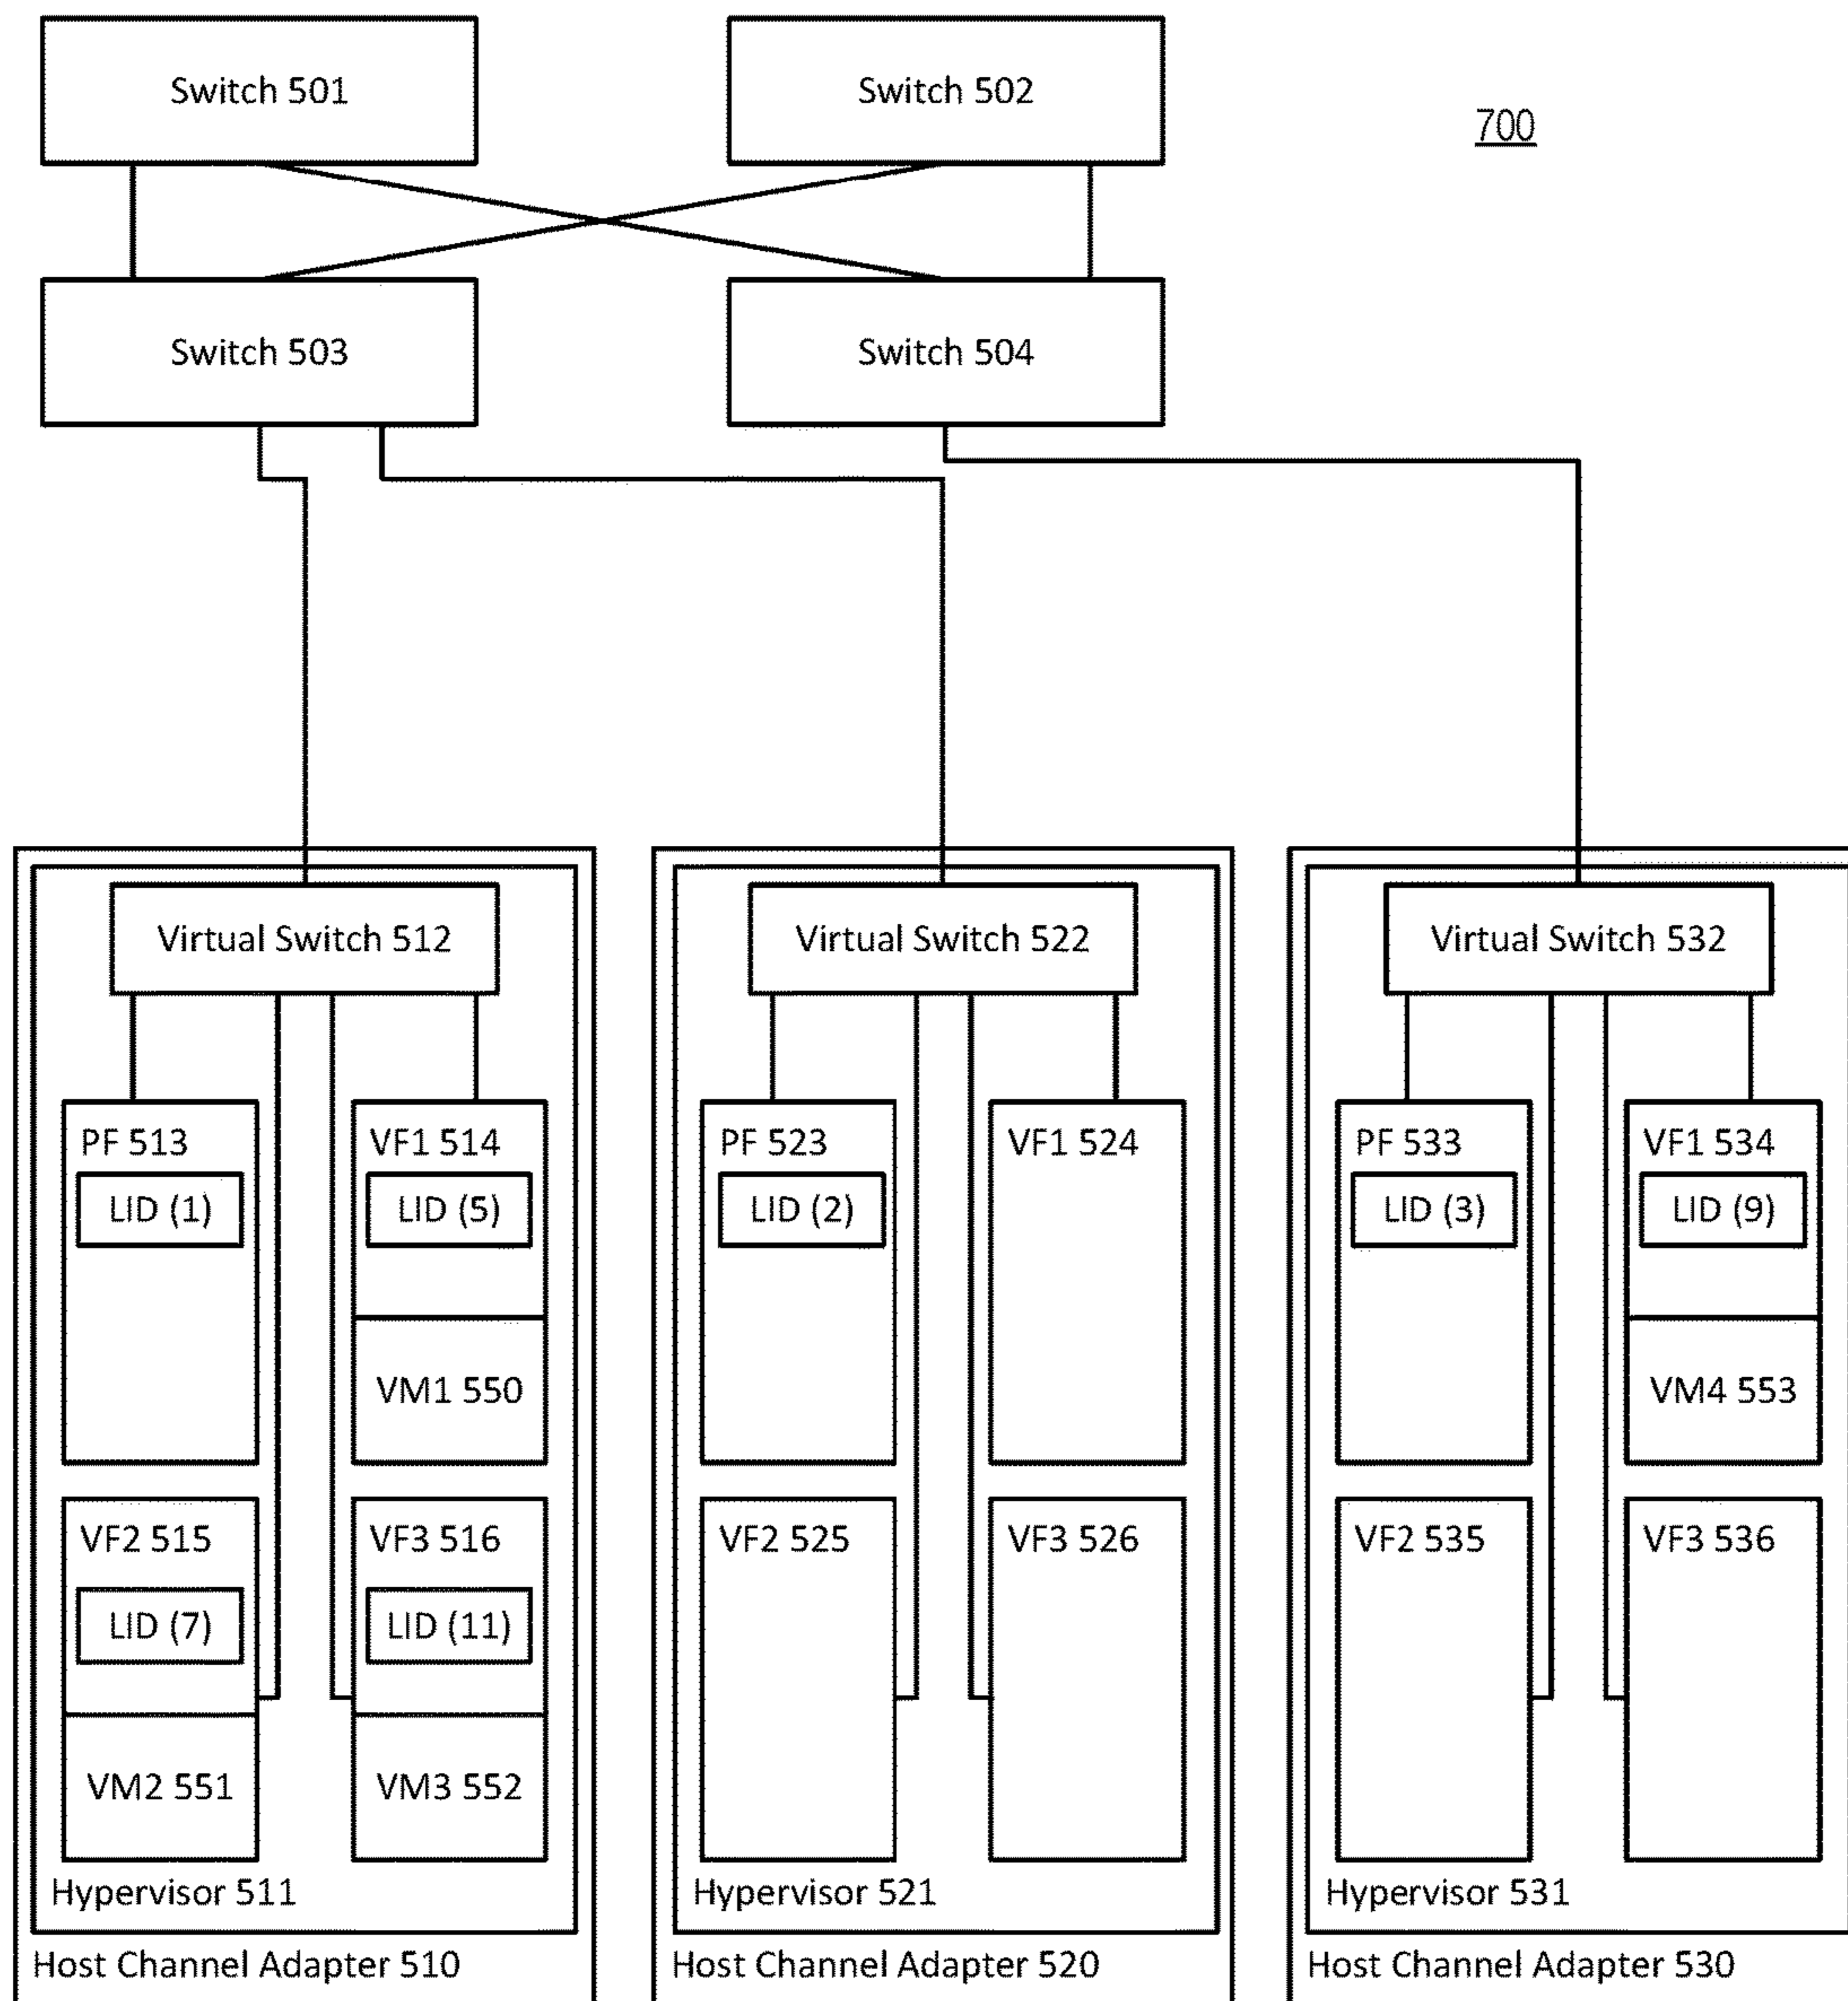 Switch 501
Switch 502
700
Switch 503
Switch 504
Virtual Switch 512
Virtual Switch 522
Virtual Switch 532
PF 513
LID (1)
VF1 514
LID (5)
VM1 550
PF 523
LID (2)
VF1 524
PF 533
LID (3)
VF1 534
LID (9)
VM4 553
VF2 515
LID (7)
VM2 551
VF3 516
LID (11)
VM3 552
VF2 525
VF3 526
VF2 535
VF3 536
Hypervisor 511
Hypervisor 521
Hypervisor 531
Host Channel Adapter 510
Host Channel Adapter 520
Host Channel Adapter 530